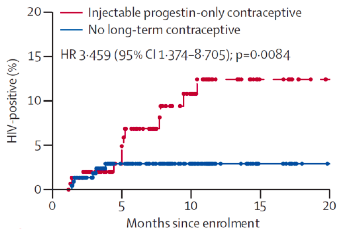 20
Injectable progestin-only contraceptive
No long-term contraceptive
HR 3·459 (95% CI 1·374–8·705); p=0·0084
15
10
5
0
HIV-positive (%)
0 5 10 15 20
Months since enrolment